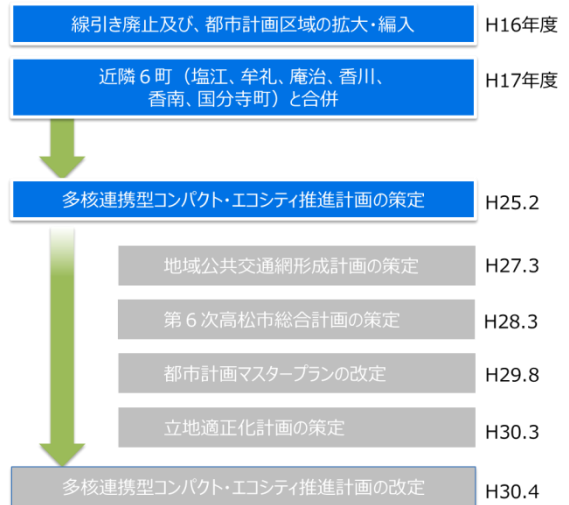 線引き廃止及び、都市計画区域の拡大・編入 H16年度
近隣６町（塩江、牟礼、庵治、香川、 H17年度
香南、国分寺町）と合併
多核連携型コンパクト・エコシティ推進計画の策定 H25.2
地域公共交通網形成計画の策定 H27.3
第６次高松市総合計画の策定 H28.3
都市計画マスタープランの改定 H29.8
立地適正化計画の策定 H30.3
多核連携型コンパクト・エコシティ推進計画の改定 H30.4